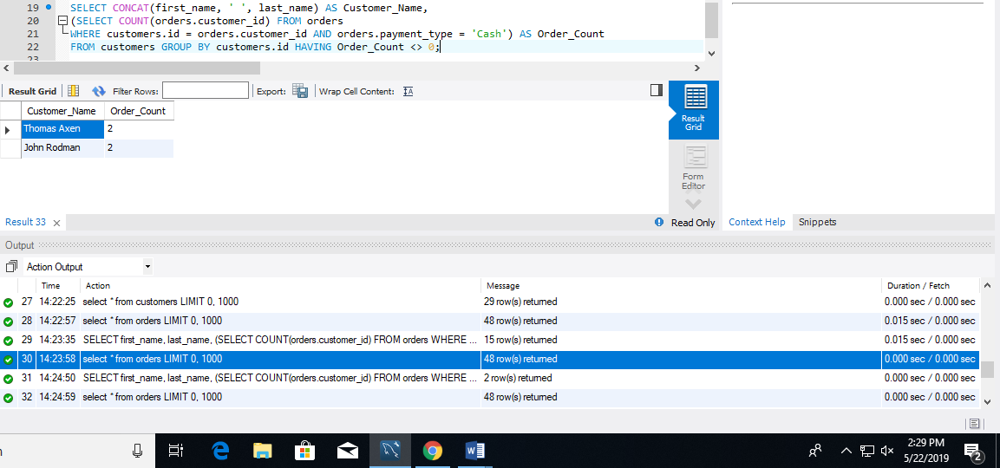 19 SELECT CONCAT(first_name, ' ', last_name) AS Customer_Name,
20 (SELECT COUNT(orders.customer_id) FROM orders
21 WHERE customers.id = orders.customer_id AND orders.payment_type = 'Cash') AS Order_Count
22 FROM customers GROUP BY customers.id HAVING Order_Count <> 0;
23
Result Grid Filter Rows: Export: Wrap Cell Content: IA
Customer_Name Order_Count
Thomas Axen 2
John Rodman 2
Result Grid
Form Editor
Result 33 × Read Only Context Help Snippets
Output
Action Output
Time Action Message Duration / Fetch
27 14:22:25 select * from customers LIMIT 0, 1000 29 row(s) returned 0.000 sec / 0.000 sec
28 14:22:57 select * from orders LIMIT 0, 1000 48 row(s) returned 0.015 sec / 0.000 sec
29 14:23:35 SELECT first_name, last_name, (SELECT COUNT(orders.customer_id) FROM orders WHERE ... 15 row(s) returned 0.015 sec / 0.000 sec
30 14:23:58 select * from orders LIMIT 0, 1000 48 row(s) returned 0.000 sec / 0.000 sec
31 14:24:50 SELECT first_name, last_name, (SELECT COUNT(orders.customer_id) FROM orders WHERE ... 2 row(s) returned 0.000 sec / 0.000 sec
32 14:24:59 select * from orders LIMIT 0, 1000 48 row(s) returned 0.000 sec / 0.000 sec
2:29 PM
5/22/2019
2